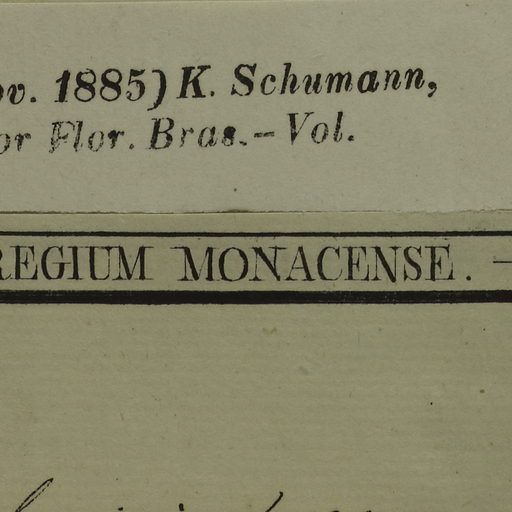 ov. 1885) K. Schumann,
or Flor. Bras.– Vol.
REGIUM MONACENSE. –